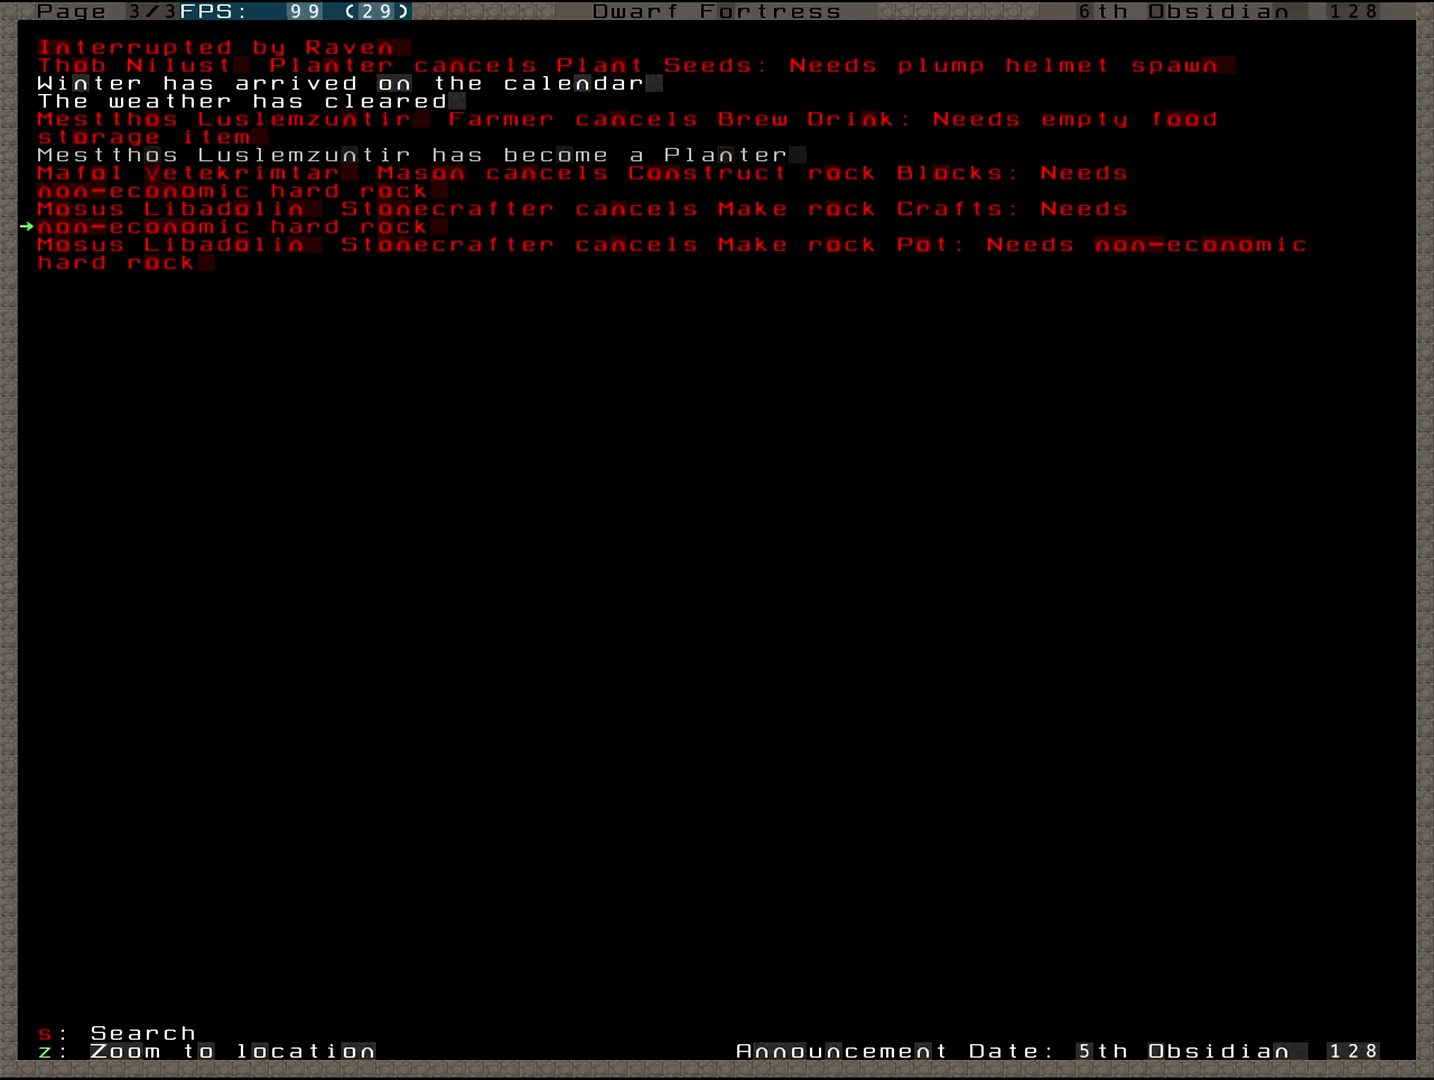 Page 3/3 FPS: 99 (29) Dwarf Fortress 6th Obsidian 128
Interrupted by Raven
Thob Nilust Planter cancels Plant Seeds: Needs plump helmet spawn
Winter has arrived on the calendar
The weather has cleared
Mestthos Luslemzuntir Farmer cancels Brew Drink: Needs empty food
storage item
Mestthos Luslemzuntir has become a Planter
Mafol Vetekrimtar Mason cancels Construct rock Blocks: Needs
non-economic hard rock
Mosus Libadolin Stonecrafter cancels Make rock Crafts: Needs
non-economic hard rock
Mosus Libadolin Stonecrafter cancels Make rock Pot: Needs non-economic
hard rock
s: Search
z: Zoom to location Announcement Date: 5th Obsidian 128